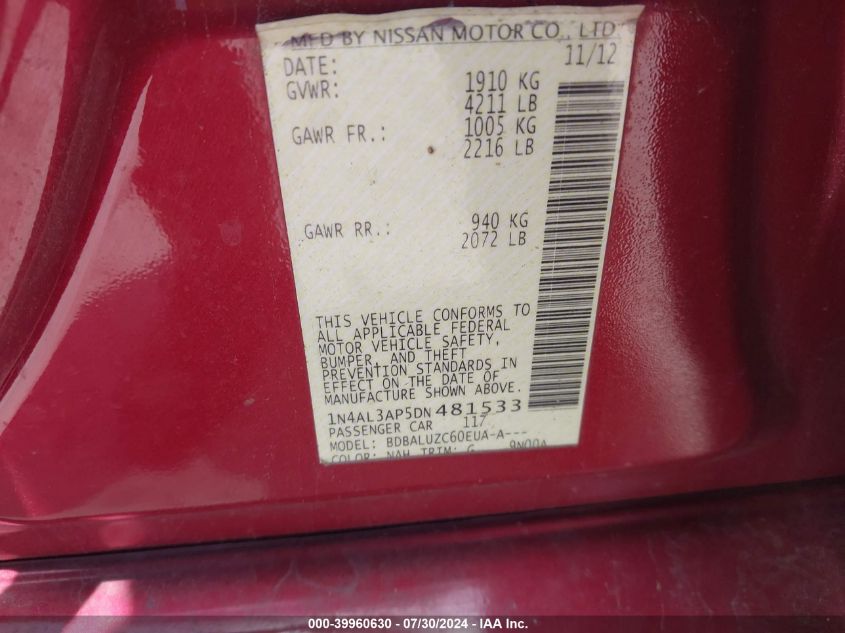 MFD BY NISSAN MOTOR CO., LTD
DATE: 11/12
GVWR: 1910 KG
4211 LB
GAWR FR.: 1005 KG
2216 LB
GAWR RR.: 940 KG
2072 LB
THIS VEHICLE CONFORMS TO
ALL APPLICABLE FEDERAL
MOTOR VEHICLE SAFETY,
BUMPER, AND THEFT
PREVENTION STANDARDS IN
EFFECT ON THE DATE OF
MANUFACTURE SHOWN ABOVE.
1N4AL3AP5DN481533
PASSENGER CAR 117
MODEL: BDBALUZC60EUA-A---
COLOR: NAH TRIM: G
000-39960630 - 07/30/2024 - IAA Inc.